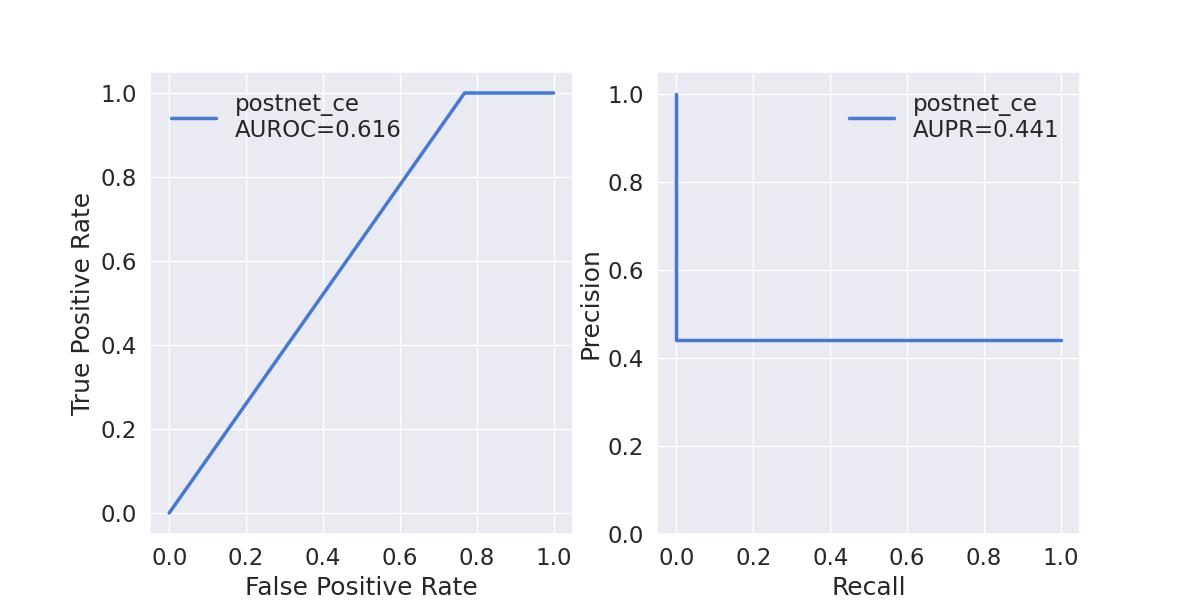 postnet_ce
AUROC=0.616
1.0
0.8
0.6
0.4
0.2
0.0
True Positive Rate
0.0 0.2 0.4 0.6 0.8 1.0
False Positive Rate
postnet_ce
AUPR=0.441
1.0
0.8
0.6
0.4
0.2
0.0
Precision
0.0 0.2 0.4 0.6 0.8 1.0
Recall